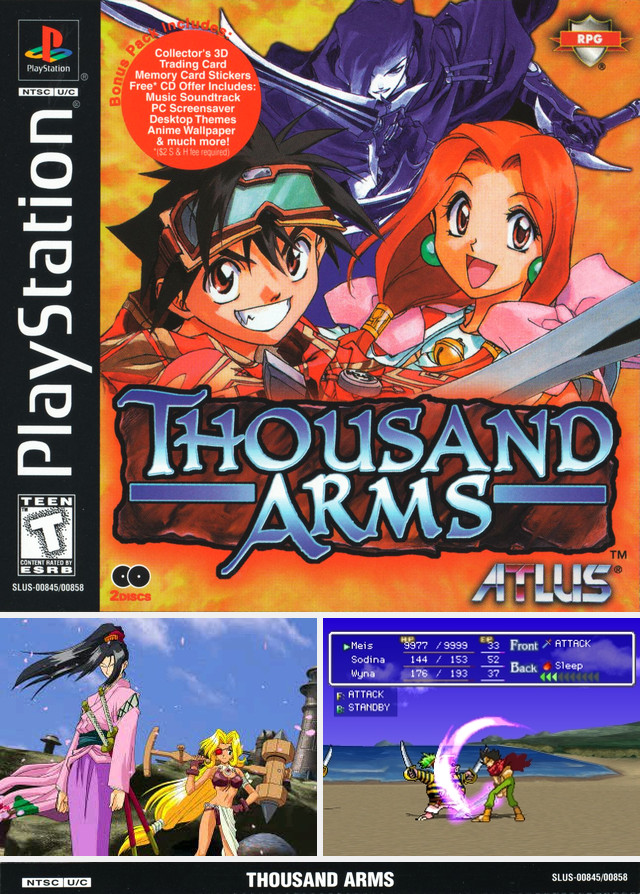 PlayStation
NTSC U/C
PlayStation
Bonus Pack Includes:
Collector's 3D
Trading Card
Memory Card Stickers
Free* CD Offer Includes:
Music Soundtrack
PC Screensaver
Desktop Themes
Anime Wallpaper
& much more!
*($2 S & H fee required)
RPG
THOUSAND
ARMS
TM
TEEN
T
CONTENT RATED BY
ESRB
SLUS-00845/00858
2DISCS
ATLUS
HP EP
Meis 9977 / 9999 33 Front ATTACK
Sodina 144 / 153 52 Back Sleep
Wyna 176 / 193 37
F: ATTACK
B: STANDBY
NTSC U/C
THOUSAND ARMS
SLUS-00845/00858